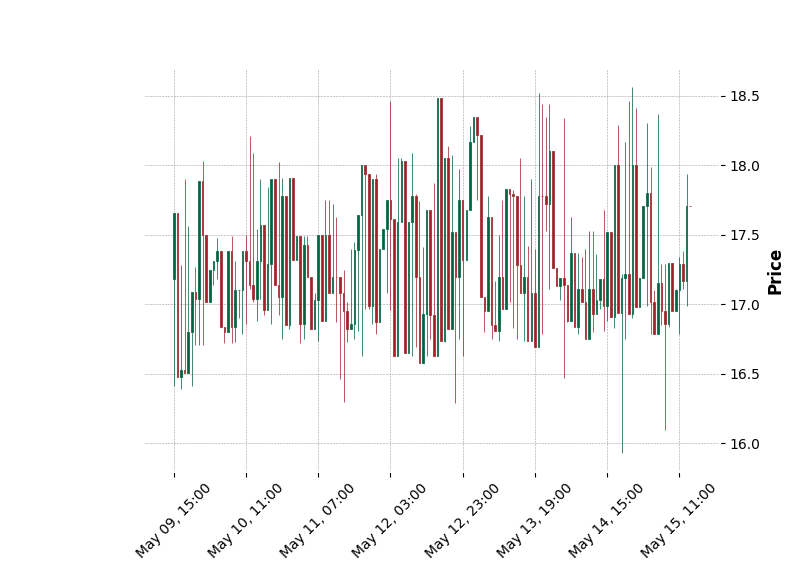 18.5
18.0
17.5
17.0
16.5
16.0
Price
May 09, 15:00
May 10, 11:00
May 11, 07:00
May 12, 03:00
May 12, 23:00
May 13, 19:00
May 14, 15:00
May 15, 11:00